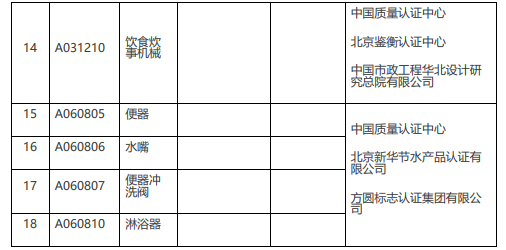 中国质量认证中心
14 A031210 饮食炊
事机械
北京鉴衡认证中心
中国市政工程华北设计研
究总院有限公司
15 A060805 便器
中国质量认证中心
16 A060806 水嘴
北京新华节水产品认证有
限公司
17 A060807 便器冲
洗阀
方圆标志认证集团有限公
司
18 A060810 淋浴器